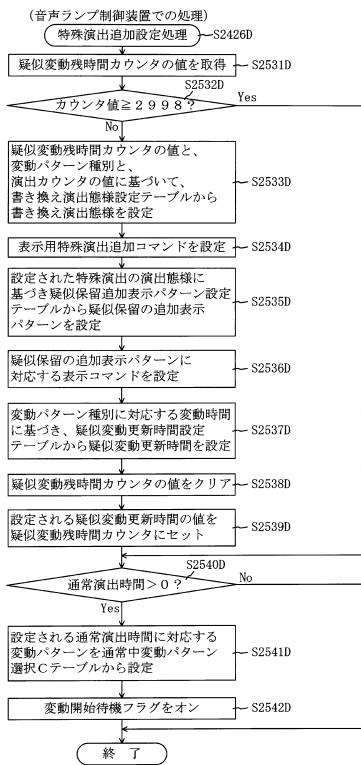 (音声ランプ制御装置での処理)
特殊演出追加設定処理
S2426D
疑似変動残時間カウンタの値を取得
S2531D
S2532D
カウンタ値≧2998?
Yes
No
疑似変動残時間カウンタの値と、
変動パターン種別と、
演出カウンタの値に基づいて、
書き換え演出態様設定テーブルから
書き換え演出態様を設定
S2533D
表示用特殊演出追加コマンドを設定
S2534D
設定された特殊演出の演出態様に
基づき疑似保留追加表示パターン設定
テーブルから疑似保留の追加表示
パターンを設定
S2535D
疑似保留の追加表示パターンに
対応する表示コマンドを設定
S2536D
変動パターン種別に対応する変動時間
に基づき、疑似変動更新時間設定
テーブルから疑似変動更新時間を設定
S2537D
疑似変動残時間カウンタの値をクリア
S2538D
設定される疑似変動更新時間の値を
疑似変動残時間カウンタにセット
S2539D
S2540D
通常演出時間>0?
No
Yes
設定される通常演出時間に対応する
変動パターンを通常中変動パターン
選択Cテーブルから設定
S2541D
変動開始待機フラグをオン
S2542D
終 了